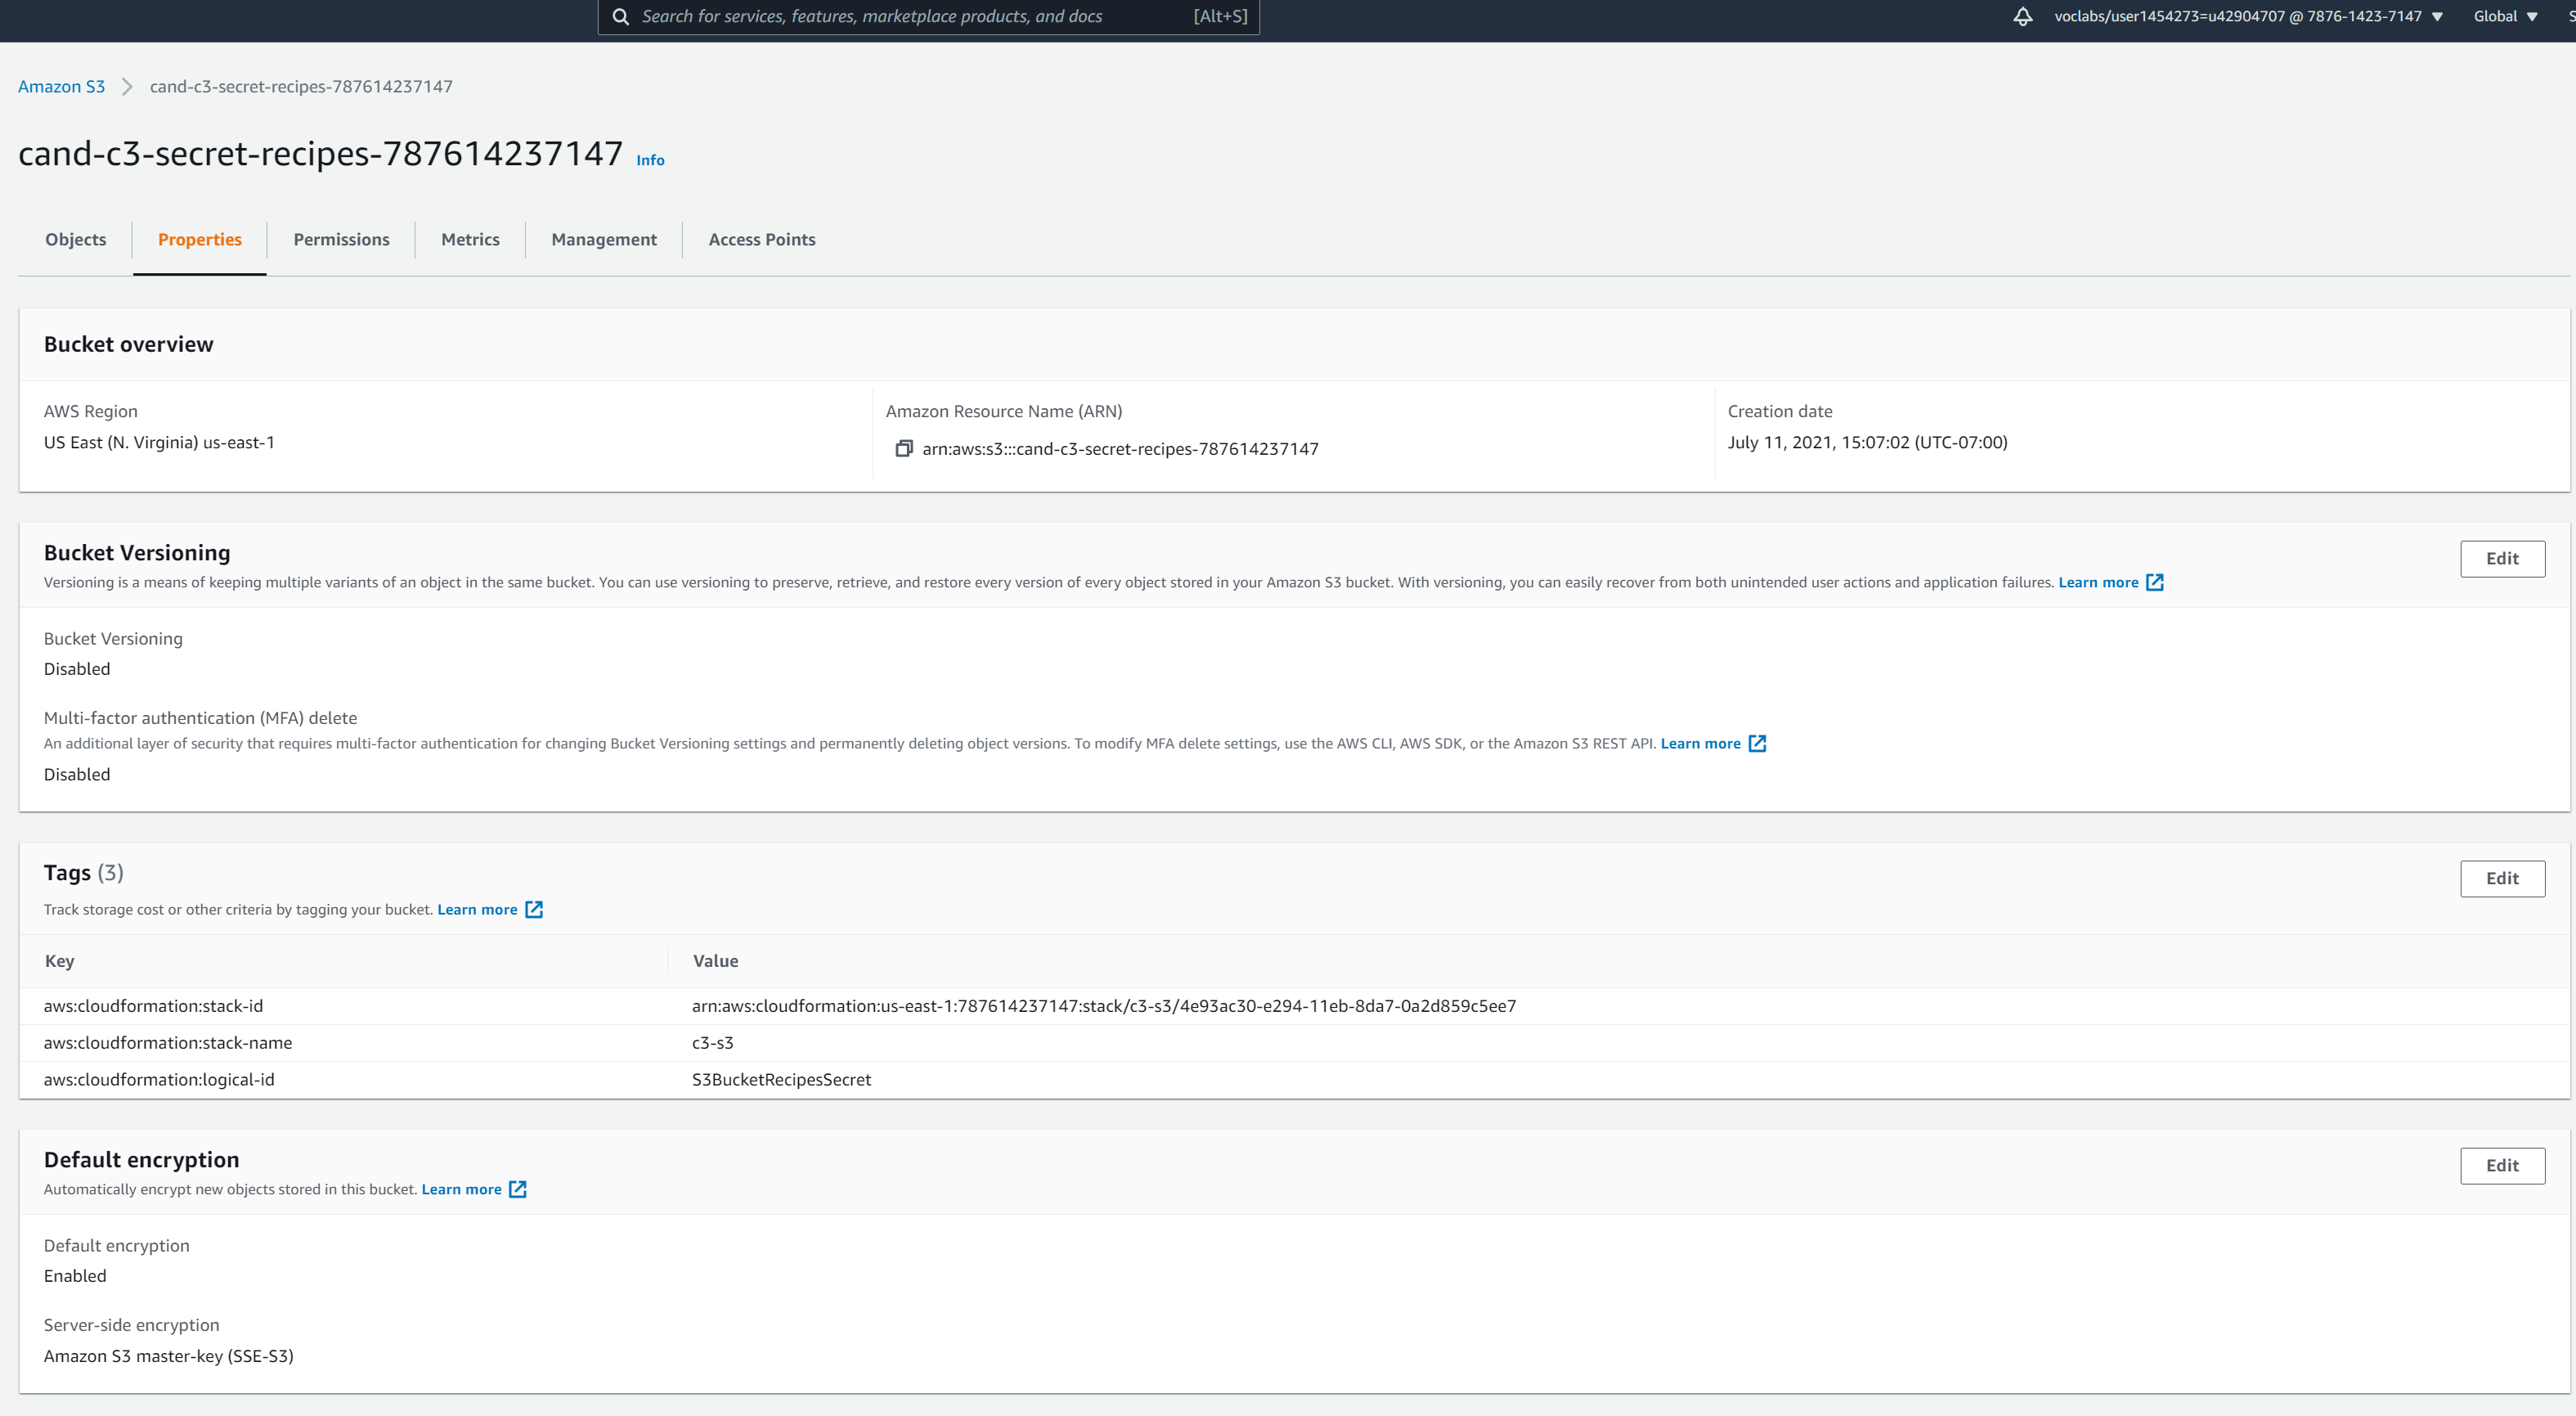 Search for services, features, marketplace products, and docs [Alt+S] voclabs/user1454273=u42904707 @ 7876-1423-7147 Global S
Amazon S3 cand-c3-secret-recipes-787614237147
cand-c3-secret-recipes-787614237147 Info
Objects Properties Permissions Metrics Management Access Points
Bucket overview
AWS Region Amazon Resource Name (ARN) Creation date
US East (N. Virginia) us-east-1 arn:aws:s3:::cand-c3-secret-recipes-787614237147 July 11, 2021, 15:07:02 (UTC-07:00)
Bucket Versioning Edit
Versioning is a means of keeping multiple variants of an object in the same bucket. You can use versioning to preserve, retrieve, and restore every version of every object stored in your Amazon S3 bucket. With versioning, you can easily recover from both unintended user actions and application failures. Learn more
Bucket Versioning
Disabled
Multi-factor authentication (MFA) delete
An additional layer of security that requires multi-factor authentication for changing Bucket Versioning settings and permanently deleting object versions. To modify MFA delete settings, use the AWS CLI, AWS SDK, or the Amazon S3 REST API. Learn more
Disabled
Tags (3) Edit
Track storage cost or other criteria by tagging your bucket. Learn more
Key Value
aws:cloudformation:stack-id arn:aws:cloudformation:us-east-1:787614237147:stack/c3-s3/4e93ac30-e294-11eb-8da7-0a2d859c5ee7
aws:cloudformation:stack-name c3-s3
aws:cloudformation:logical-id S3BucketRecipesSecret
Default encryption Edit
Automatically encrypt new objects stored in this bucket. Learn more
Default encryption
Enabled
Server-side encryption
Amazon S3 master-key (SSE-S3)